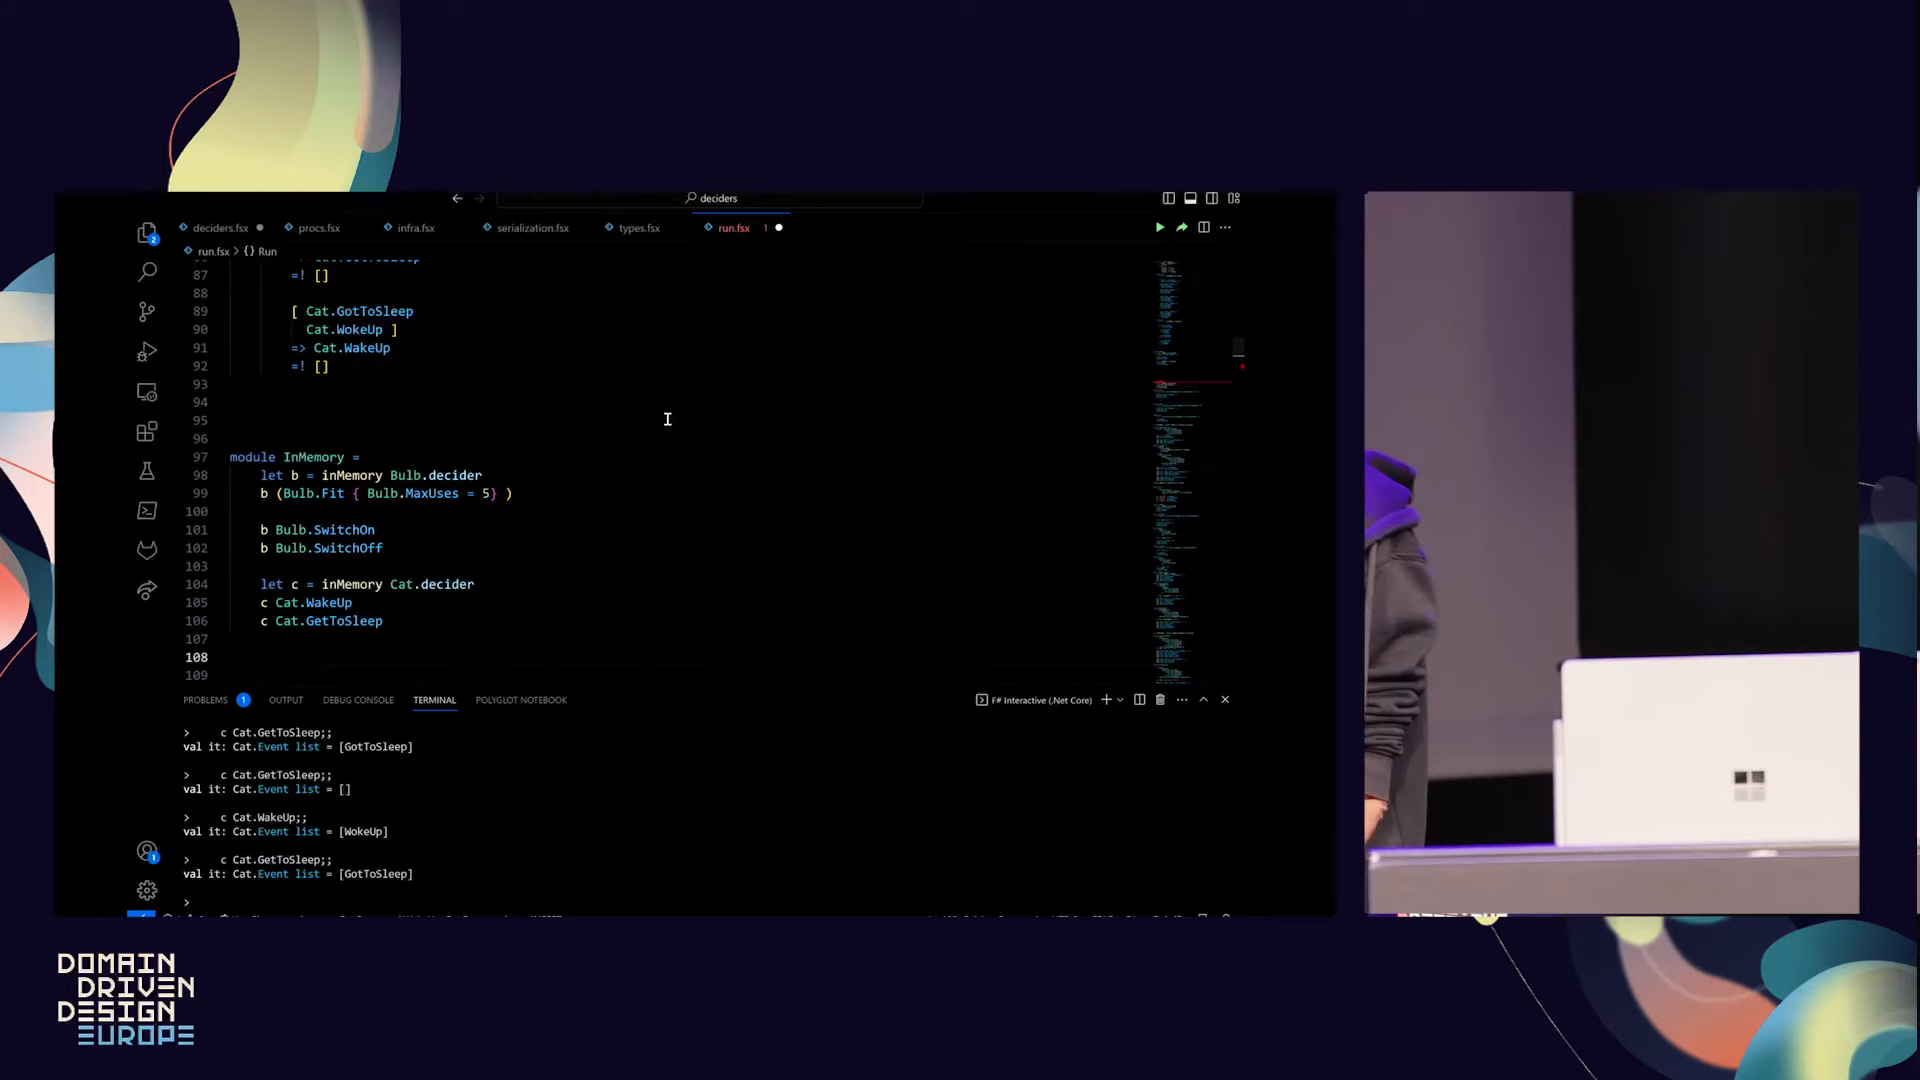 deciders
deciders.fsx
procs.fsx
infra.fsx
serialization.fsx
types.fsx
run.fsx 1
run.fsx > {} Run
87 =! []
88
89 [ Cat.GotToSleep
90 Cat.WokeUp ]
91 => Cat.WakeUp
92 =! []
93
94
95
96
97 module InMemory =
98 let b = inMemory Bulb.decider
99 b (Bulb.Fit { Bulb.MaxUses = 5} )
100
101 b Bulb.SwitchOn
102 b Bulb.SwitchOff
103
104 let c = inMemory Cat.decider
105 c Cat.WakeUp
106 c Cat.GetToSleep
107
108
109
PROBLEMS 1 OUTPUT DEBUG CONSOLE TERMINAL POLYGLOT NOTEBOOK
F# Interactive (.Net Core)
> c Cat.GetToSleep;;
val it: Cat.Event list = [GotToSleep]
> c Cat.GetToSleep;;
val it: Cat.Event list = []
> c Cat.WakeUp;;
val it: Cat.Event list = [WokeUp]
> c Cat.GetToSleep;;
val it: Cat.Event list = [GotToSleep]
>
2
1
DOMAIN
DRIVEN
DESIGN
EUROPE